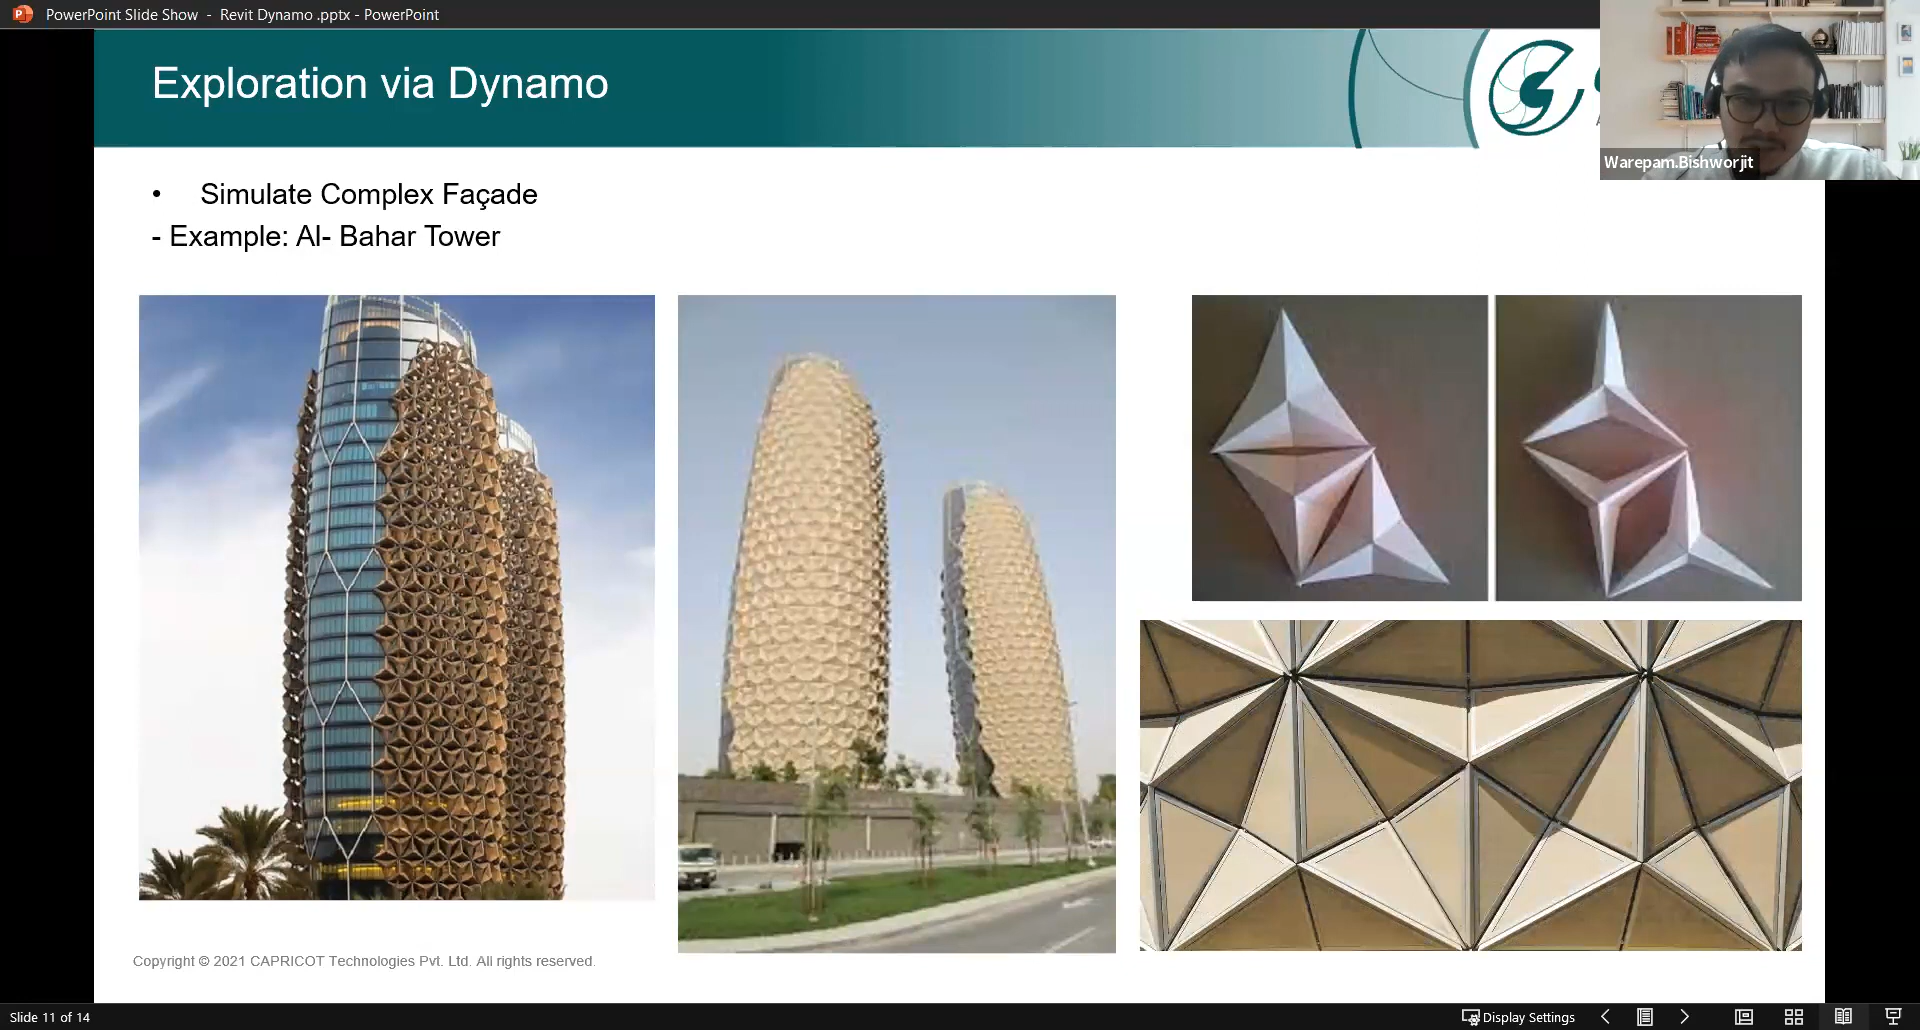 PowerPoint Slide Show - Revit Dynamo .pptx - PowerPoint
Exploration via Dynamo
Warepam.Bishworjit
• Simulate Complex Façade
- Example: Al- Bahar Tower
Copyright © 2021 CAPRICOT Technologies Pvt. Ltd. All rights reserved.
Slide 11 of 14
Display Settings